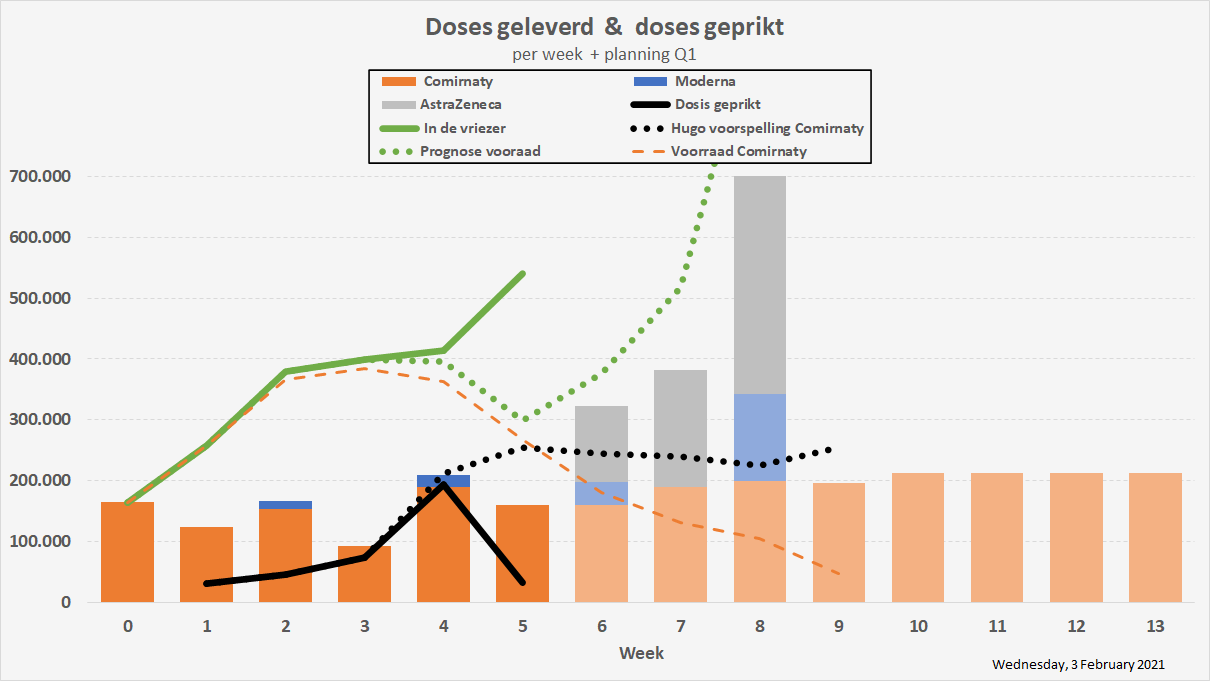 Doses geleverd & doses geprikt
per week + planning Q1
Comirnaty
Moderna
AstraZeneca
Dosis geprikt
In de vriezer
Hugo voorspelling Comirnaty
Prognose vooraad
Voorraad Comirnaty
700.000
600.000
500.000
400.000
300.000
200.000
100.000
0
0 1 2 3 4 5 6 7 8 9 10 11 12 13
Week
Wednesday, 3 February 2021